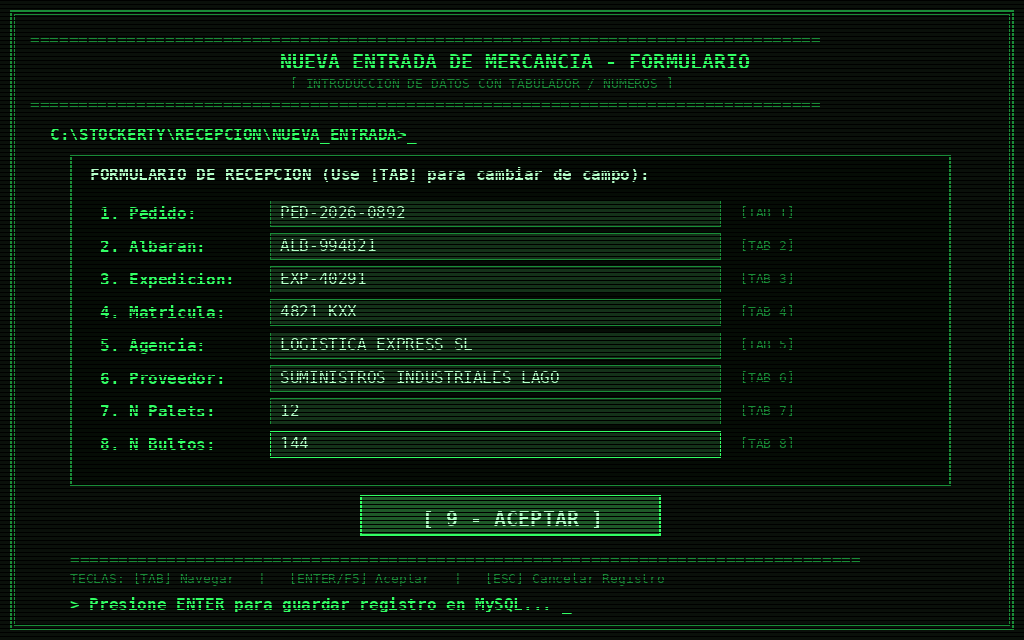 ================================================================================
NUEVA ENTRADA DE MERCANCIA - FORMULARIO
[ INTRODUCCION DE DATOS CON TABULADOR / NUMEROS ]
================================================================================
C:\STOCKERTY\RECEPCION\NUEVA_ENTRADA>_
FORMULARIO DE RECEPCION (Use [TAB] para cambiar de campo):
1. Pedido: PED-2026-0892 [TAB 1]
2. Albaran: ALB-994821 [TAB 2]
3. Expedicion: EXP-40291 [TAB 3]
4. Matricula: 4821 KXX [TAB 4]
5. Agencia: LOGISTICA EXPRESS SL [TAB 5]
6. Proveedor: SUMINISTROS INDUSTRIALES LAGO [TAB 6]
7. N Palets: 12 [TAB 7]
8. N Bultos: 144 [TAB 8]
[ 9 - ACEPTAR ]
================================================================================
TECLAS: [TAB] Navegar | [ENTER/F5] Aceptar | [ESC] Cancelar Registro
> Presione ENTER para guardar registro en MySQL... _